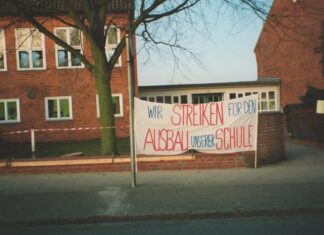 WIR STREIKEN FÜR DEN
AUSBAU UNSERER SCHULE